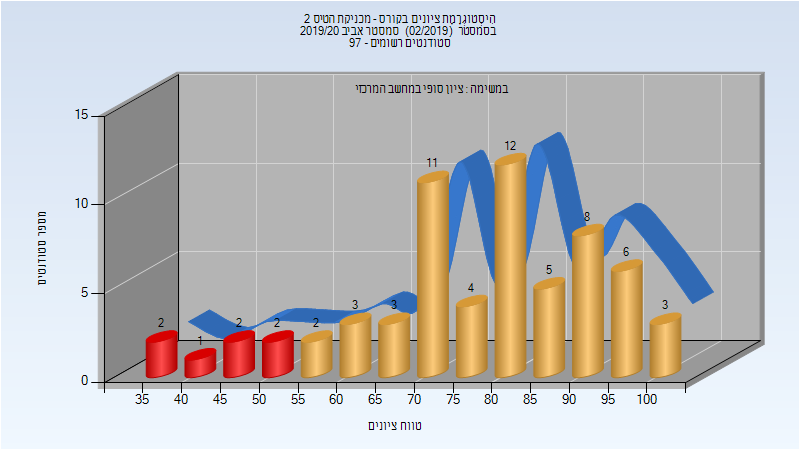 היסטוגרמת ציונים בקורס - מכניקת הטיס 2
בסמסטר (02/2019) סמסטר אביב 2019/20
סטודנטים רשומים - 97
במשימה : ציון סופי במחשב המרכזי
מספר סטודנטים
15
10
5
0
2
1
2
2
2
3
3
11
4
12
5
8
6
3
35 40 45 50 55 60 65 70 75 80 85 90 95 100
טווח ציונים